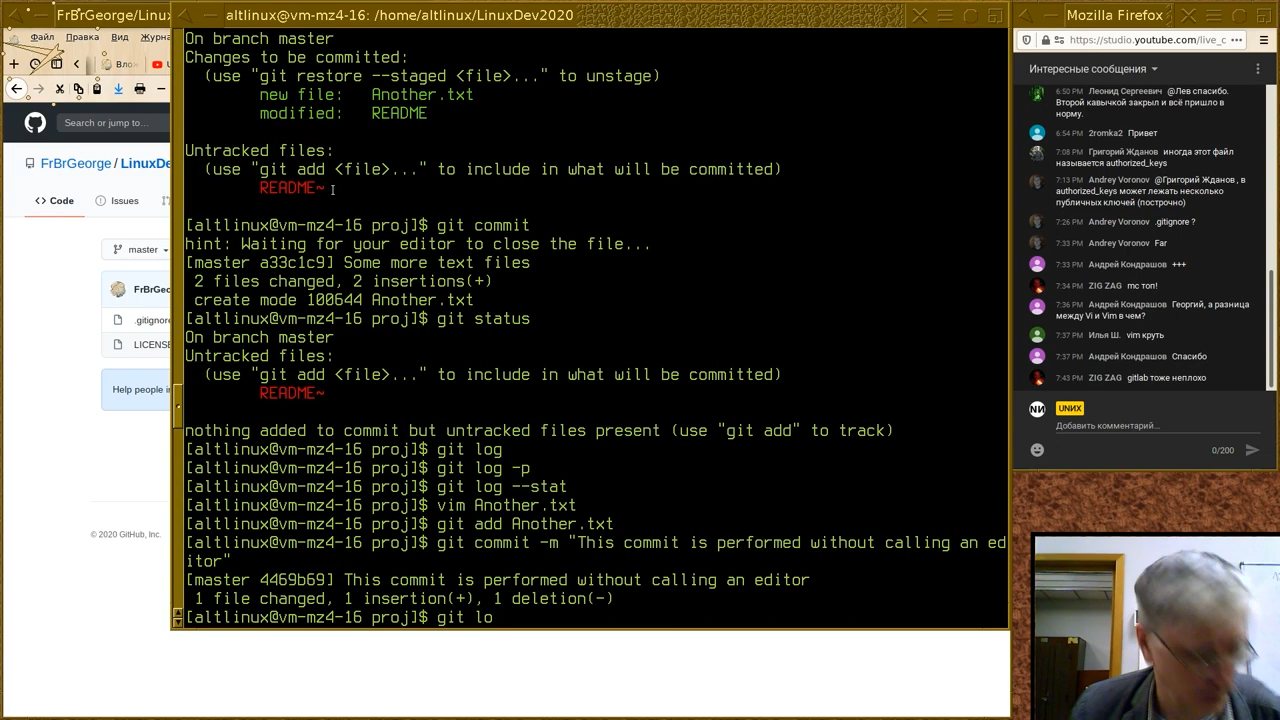 FrBrGeorge/Linux
Файл Правка Вид Журна
Вло
Search or jump to...
FrBrGeorge / LinuxDe
Code
Issues
master
FrBrGeo
.gitignore
LICENSE
Help people in
© 2020 GitHub, Inc.
altlinux@vm-mz4-16: /home/altlinux/LinuxDev2020
On branch master
Changes to be committed:
(use "git restore --staged <file>..." to unstage)
new file:   Another.txt
modified:   README
Untracked files:
(use "git add <file>..." to include in what will be committed)
README~
[altlinux@vm-mz4-16 proj]$ git commit
hint: Waiting for your editor to close the file...
[master a33c1c9] Some more text files
2 files changed, 2 insertions(+)
create mode 100644 Another.txt
[altlinux@vm-mz4-16 proj]$ git status
On branch master
Untracked files:
(use "git add <file>..." to include in what will be committed)
README~
nothing added to commit but untracked files present (use "git add" to track)
[altlinux@vm-mz4-16 proj]$ git log
[altlinux@vm-mz4-16 proj]$ git log -p
[altlinux@vm-mz4-16 proj]$ git log --stat
[altlinux@vm-mz4-16 proj]$ vim Another.txt
[altlinux@vm-mz4-16 proj]$ git add Another.txt
[altlinux@vm-mz4-16 proj]$ git commit -m "This commit is performed without calling an ed
itor"
[master 4469b69] This commit is performed without calling an editor
1 file changed, 1 insertion(+), 1 deletion(-)
[altlinux@vm-mz4-16 proj]$ git lo
Mozilla Firefox
https://studio.youtube.com/live_c
Интересные сообщения
6:50 PM Леонид Сергеевич @Лев спасибо.
Второй кавычкой закрыл и всё пришло в
норму.
6:54 PM 2romka2 Привет
7:08 PM Григорий Жданов иногда этот файл
называется authorized_keys
7:13 PM Andrey Voronov @Григорий Жданов , в
authorized_keys может лежать несколько
публичных ключей (построчно)
7:26 PM Andrey Voronov .gitignore ?
7:33 PM Andrey Voronov Far
7:33 PM Андрей Кондрашов +++
7:34 PM ZIG ZAG mc топ!
7:36 PM Андрей Кондрашов Георгий, а разница
между Vi и Vim в чем?
7:37 PM Илья Ш. vim круть
7:37 PM Андрей Кондрашов Спасибо
7:43 PM ZIG ZAG gitlab тоже неплохо
UNИX
Добавить комментарий...
0/200